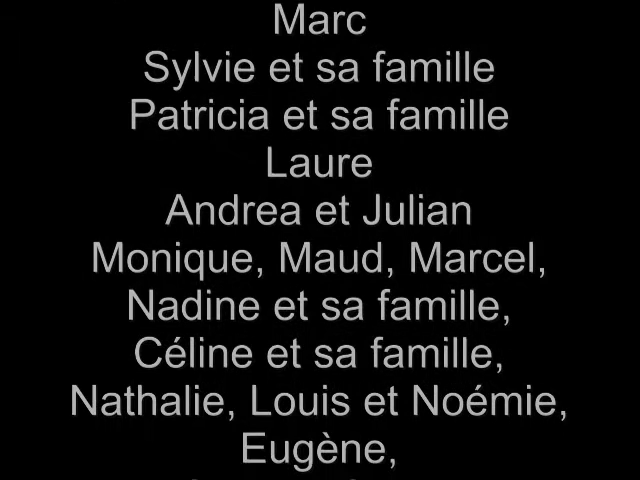 Marc
Sylvie et sa famille
Patricia et sa famille
Laure
Andrea et Julian
Monique, Maud, Marcel,
Nadine et sa famille,
Céline et sa famille,
Nathalie, Louis et Noémie,
Eugène,